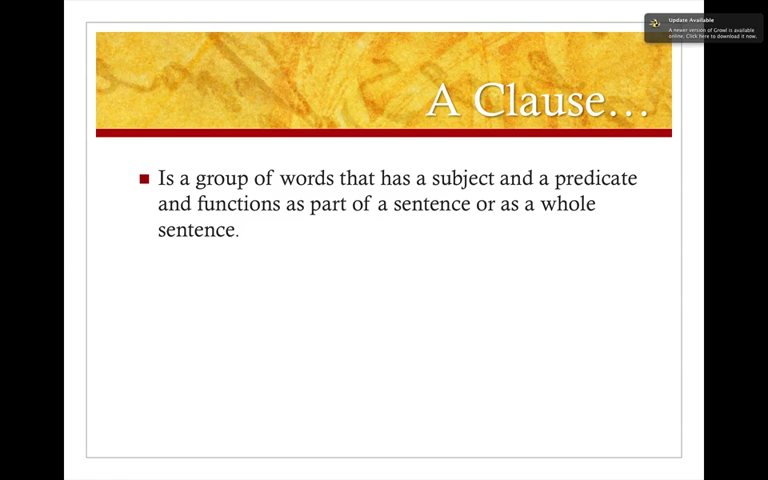 Update Available
A newer version of Growl is available
online. Click here to download it now.
A Clause...
Is a group of words that has a subject and a predicate
and functions as part of a sentence or as a whole
sentence.